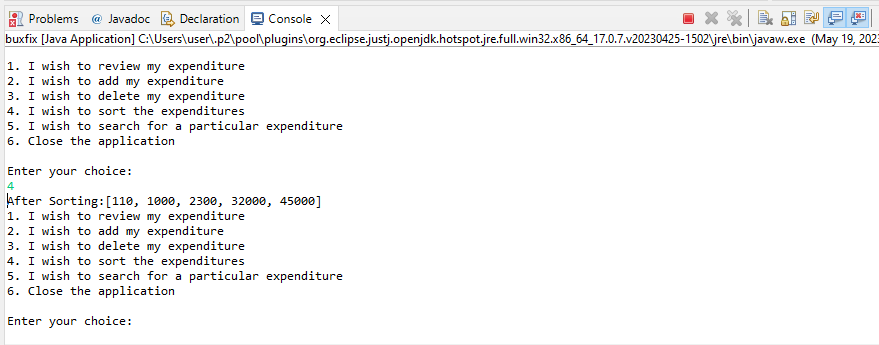 Problems @ Javadoc Declaration Console
buxfix [Java Application] C:\Users\user\.p2\pool\plugins\org.eclipse.justj.openjdk.hotspot.jre.full.win32.x86_64_17.0.7.v20230425-1502\jre\bin\javaw.exe (May 19, 202
1. I wish to review my expenditure
2. I wish to add my expenditure
3. I wish to delete my expenditure
4. I wish to sort the expenditures
5. I wish to search for a particular expenditure
6. Close the application
Enter your choice:
4
After Sorting:[110, 1000, 2300, 32000, 45000]
1. I wish to review my expenditure
2. I wish to add my expenditure
3. I wish to delete my expenditure
4. I wish to sort the expenditures
5. I wish to search for a particular expenditure
6. Close the application
Enter your choice: